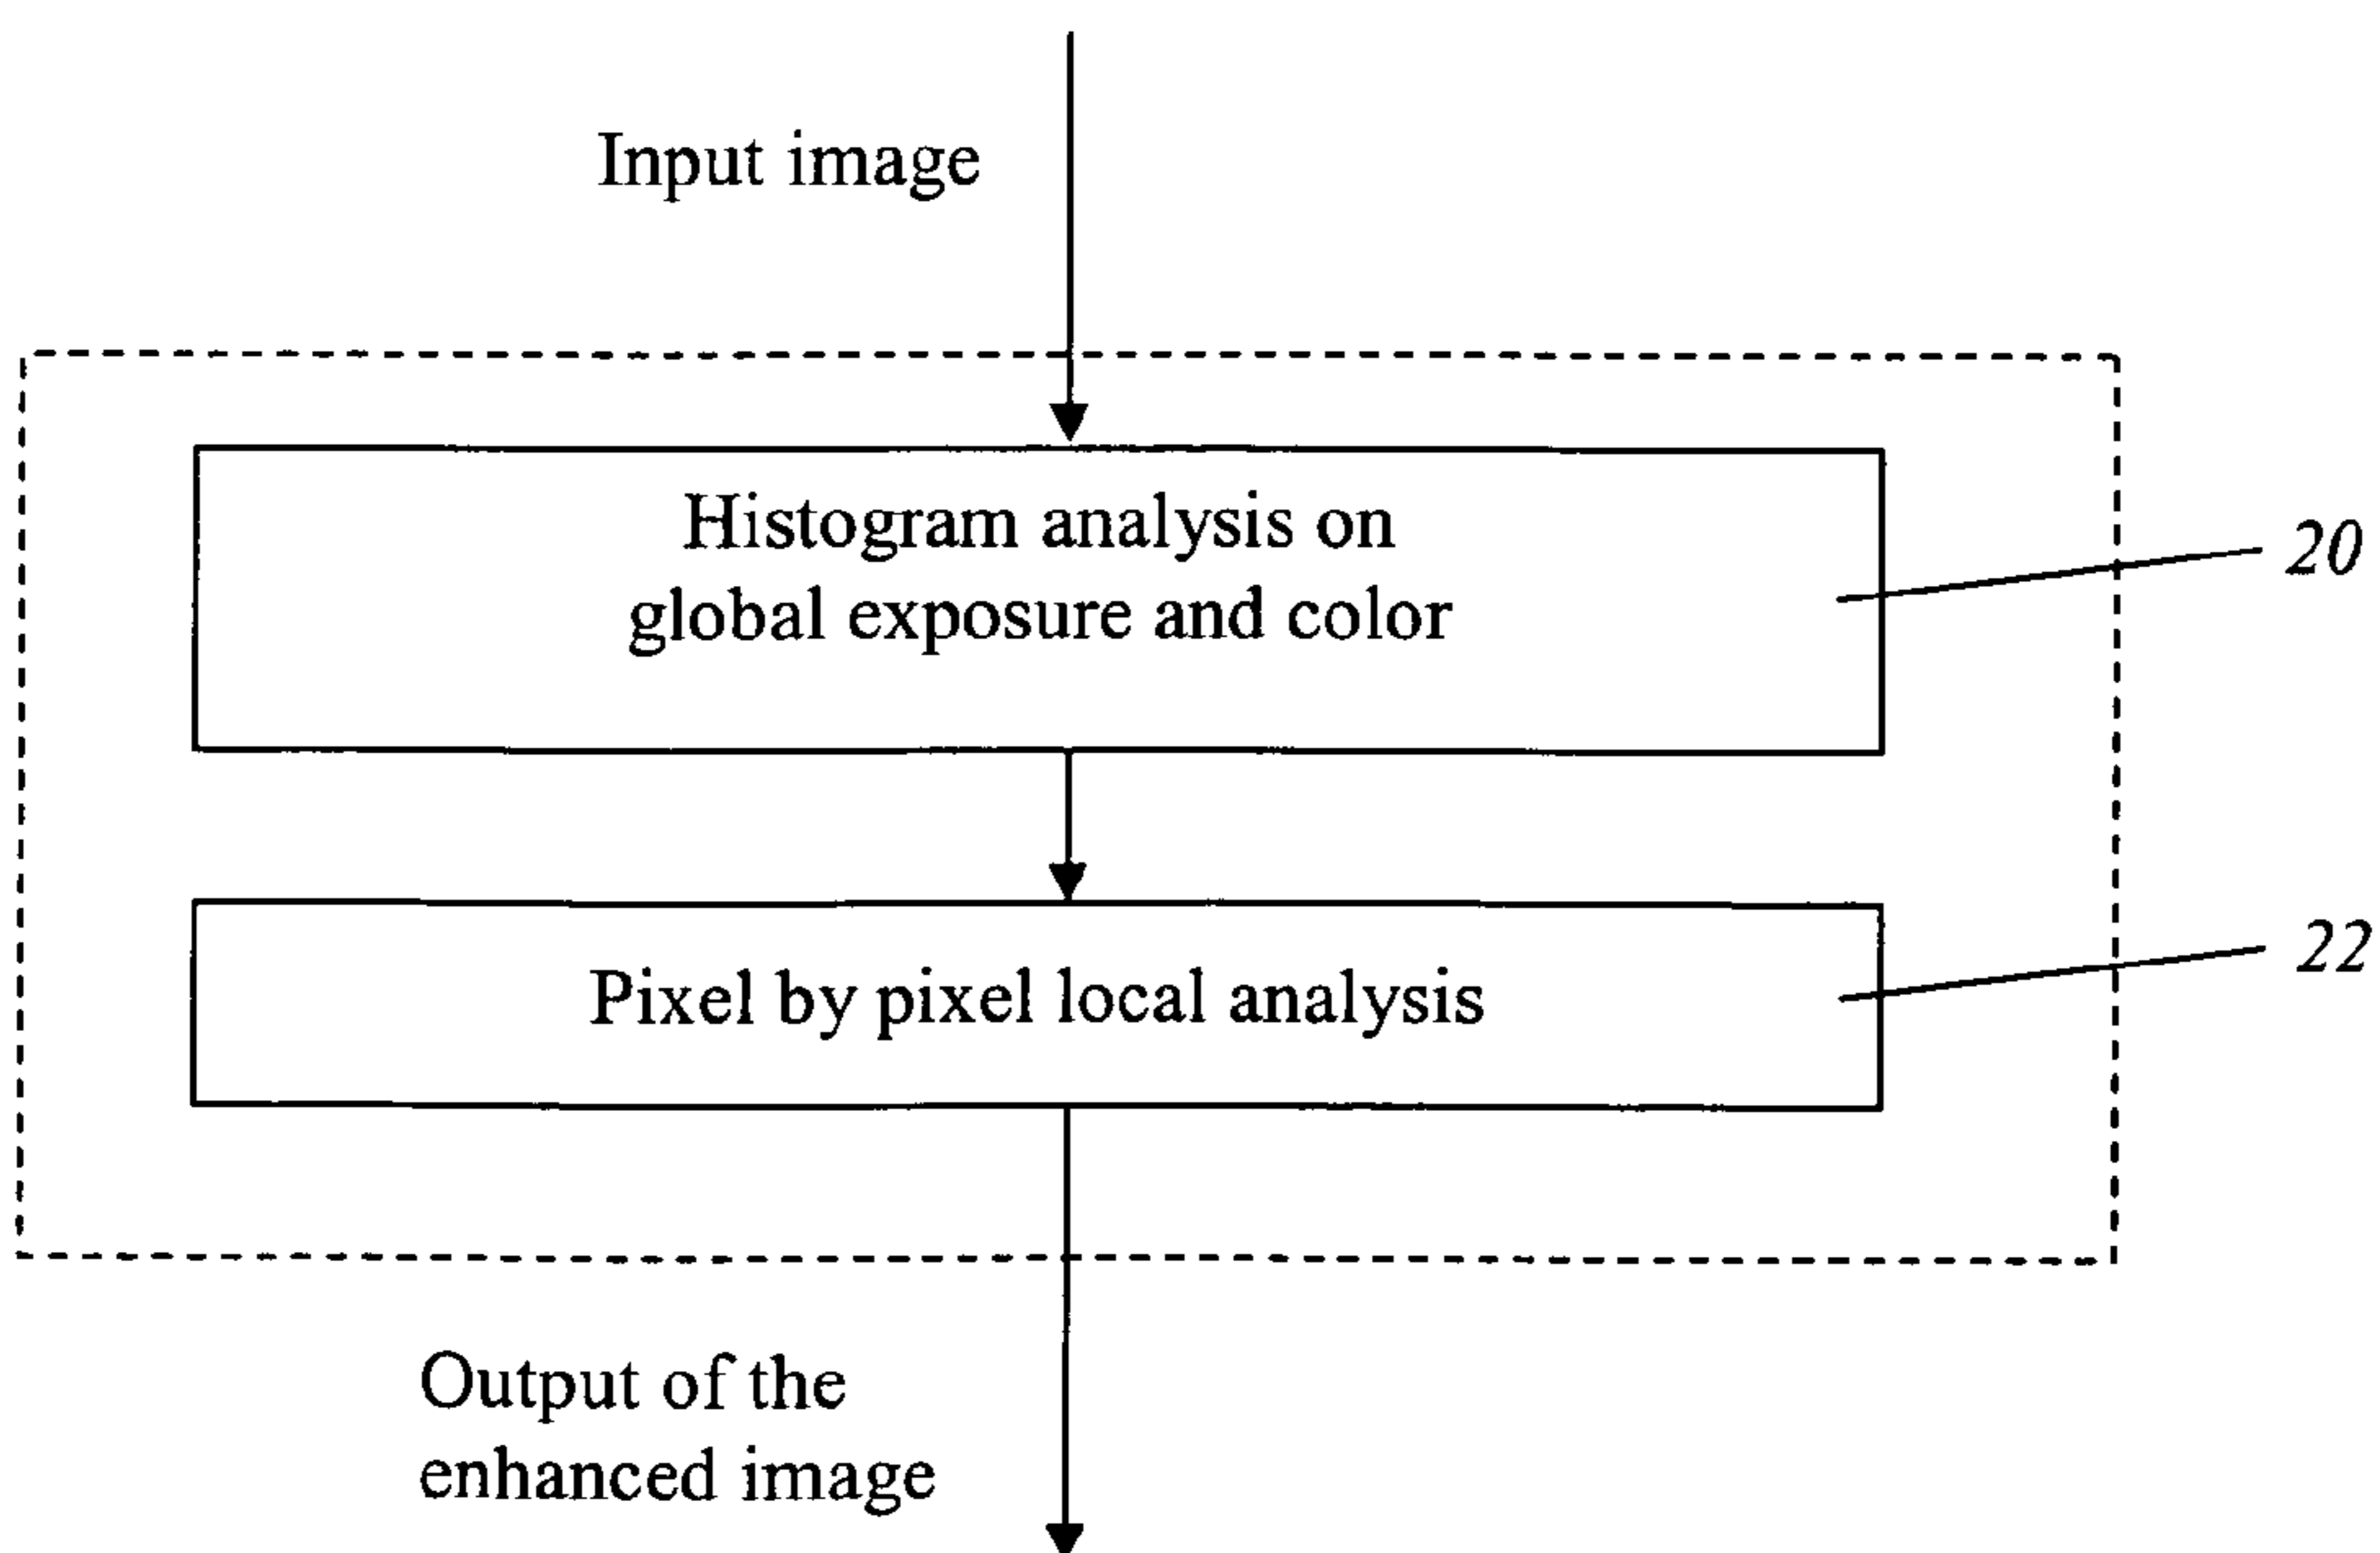 Input image
Histogram analysis on
global exposure and color
20
Pixel by pixel local analysis
22
Output of the
enhanced image